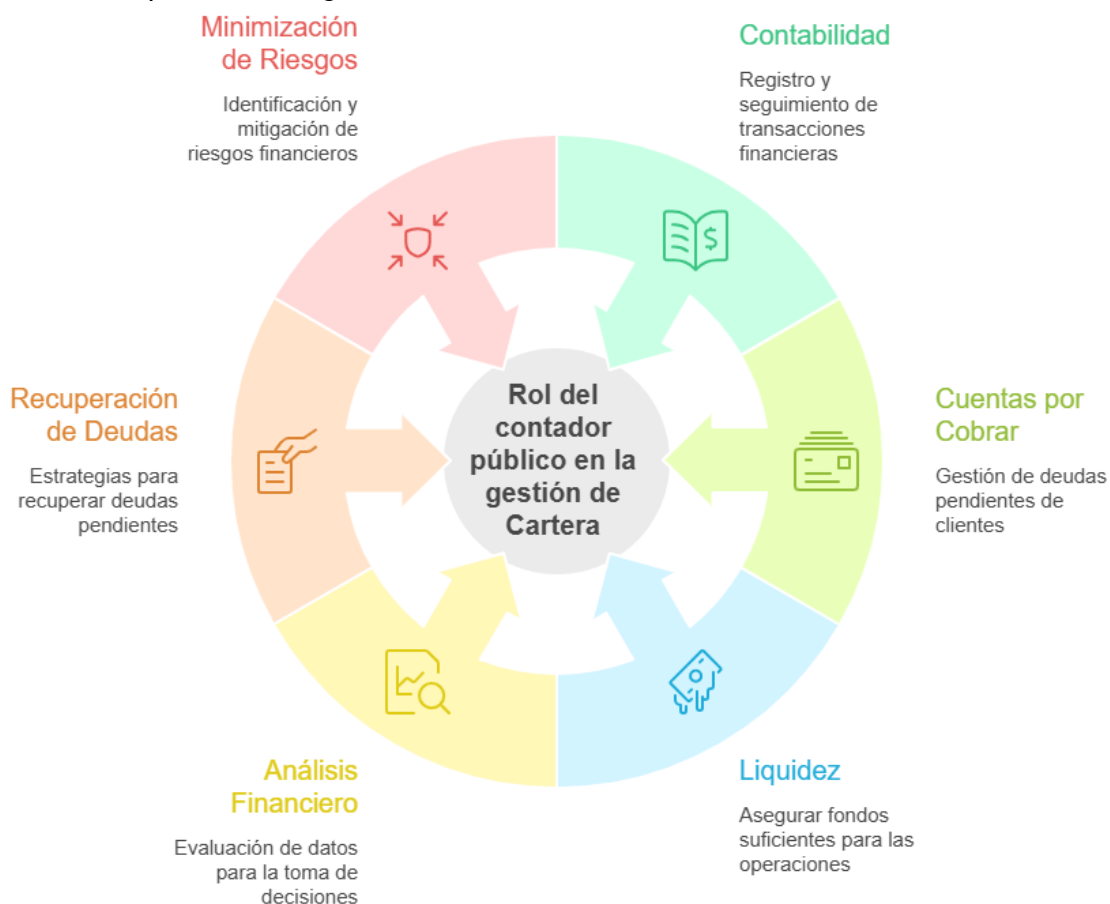 Minimización
de Riesgos
Identificación y
mitigación de
riesgos financieros
Contabilidad
Registro y
seguimiento de
transacciones
financieras
Recuperación
de Deudas
Estrategias para
recuperar deudas
pendientes
Rol del
contador
público en la
gestión de
Cartera
Cuentas por
Cobrar
Gestión de deudas
pendientes de
clientes
Análisis
Financiero
Evaluación de datos
para la toma de
decisiones
Liquidez
Asegurar fondos
suficientes para las
operaciones